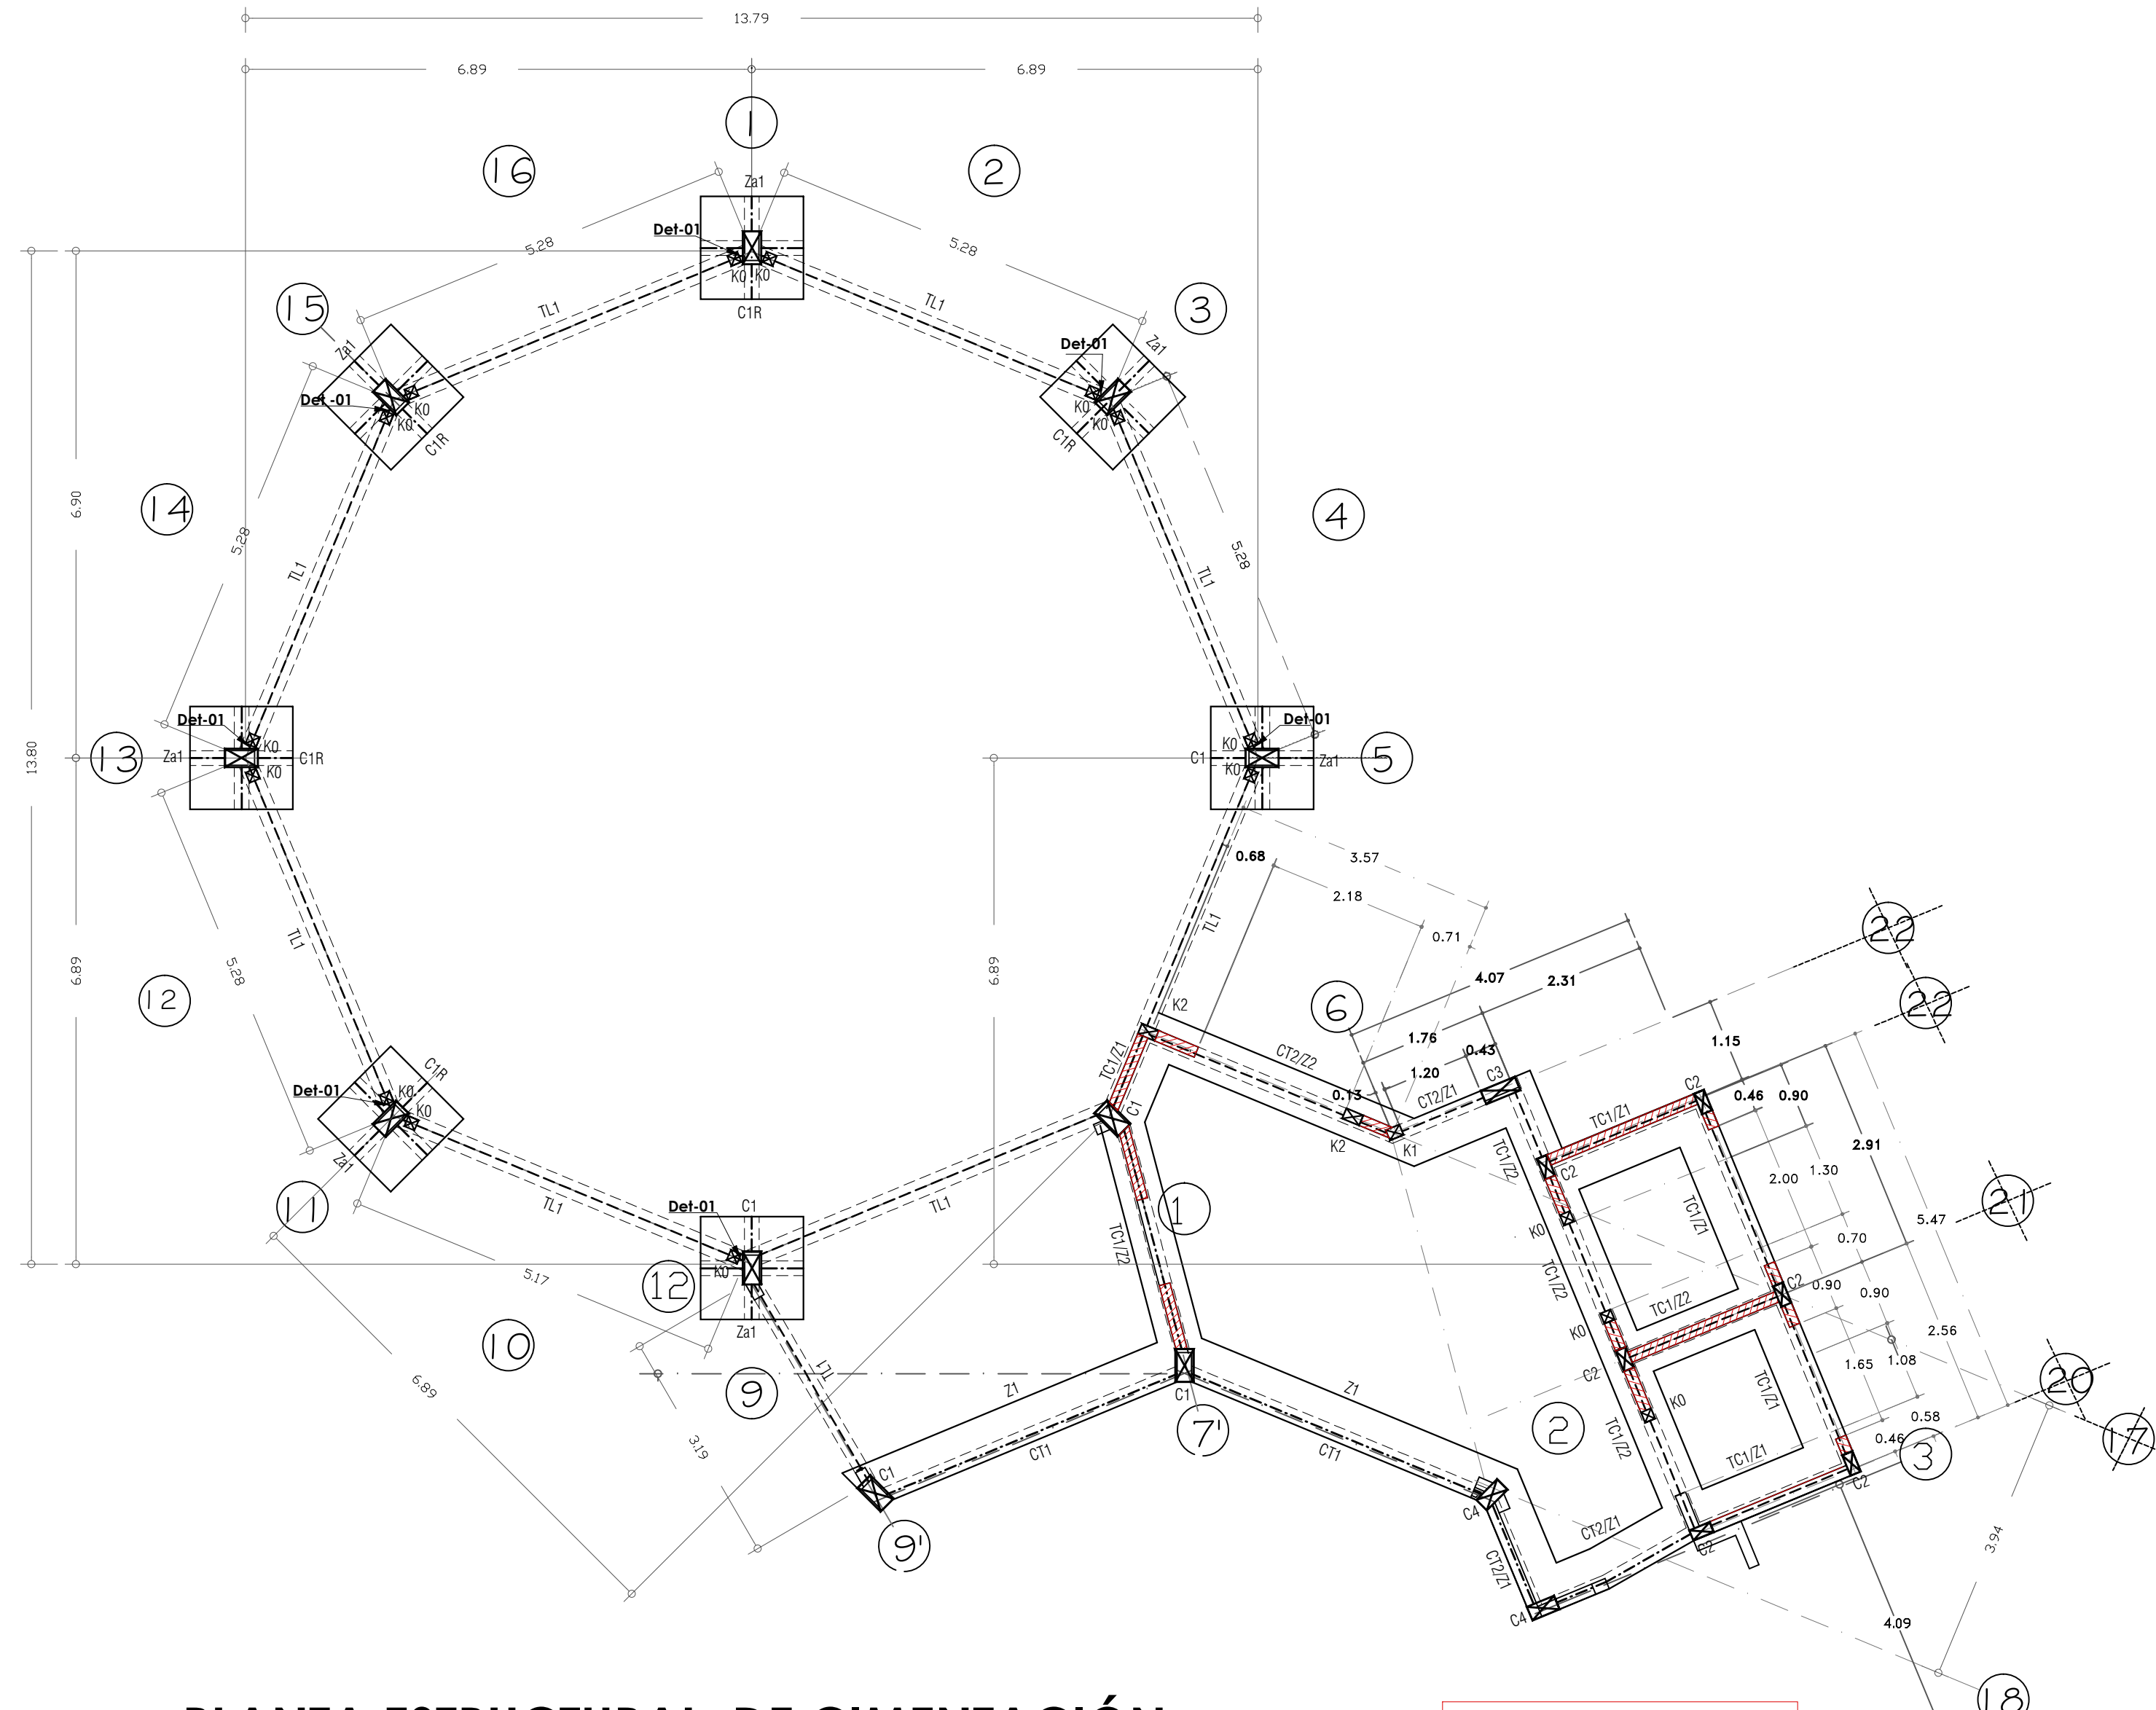 13.79
6.89
6.89
1
16
2
Za1
Det-01
5.28
5.28
K0
K0
C1R
TL1
TL1
15
3
Za1
Det-01
Za1
Det -01
K0
K0
C1R
K0
K0
C1R
6.90
14
4
5.28
5.28
TL1
TL1
13.80
Det-01
Det-01
13
Za1
K0
C1R
K0
C1
K0
K0
Za1
5
0.68
3.57
2.18
TL1
0.71
22
TL1
5.28
6.89
6.89
4.07
2.31
12
6
22
K2
1.76
0.43
1.15
CT2/Z2
TC1/Z1
1.20
C3
C2
0.13
CT2/Z1
0.46
0.90
C1R
Det-01
K0
K0
C1
TC1/Z1
K2
K1
2.91
TC1/Z2
C2
1.30
2.00
Za1
11
TL1
Det-01
C1
TL1
1
TC1/Z1
21
5.47
K0
0.70
TC1/Z2
TC1/Z2
5.17
12
K0
C2
0.90
0.90
TC1/Z2
K0
Za1
10
2.56
1.65
1.08
C2
6.89
TL1
9
Z1
C1
Z1
K0
TC1/Z1
20
7'
2
0.58
17
3.19
CT1
CT1
TC1/Z2
TC1/Z1
0.46
3
C1
C2
C4
CT2/Z1
C2
9'
CT2/Z1
3.94
C4
4.09
18
PLANTA ESTRUCTURAL DE CIMENTACIÓN